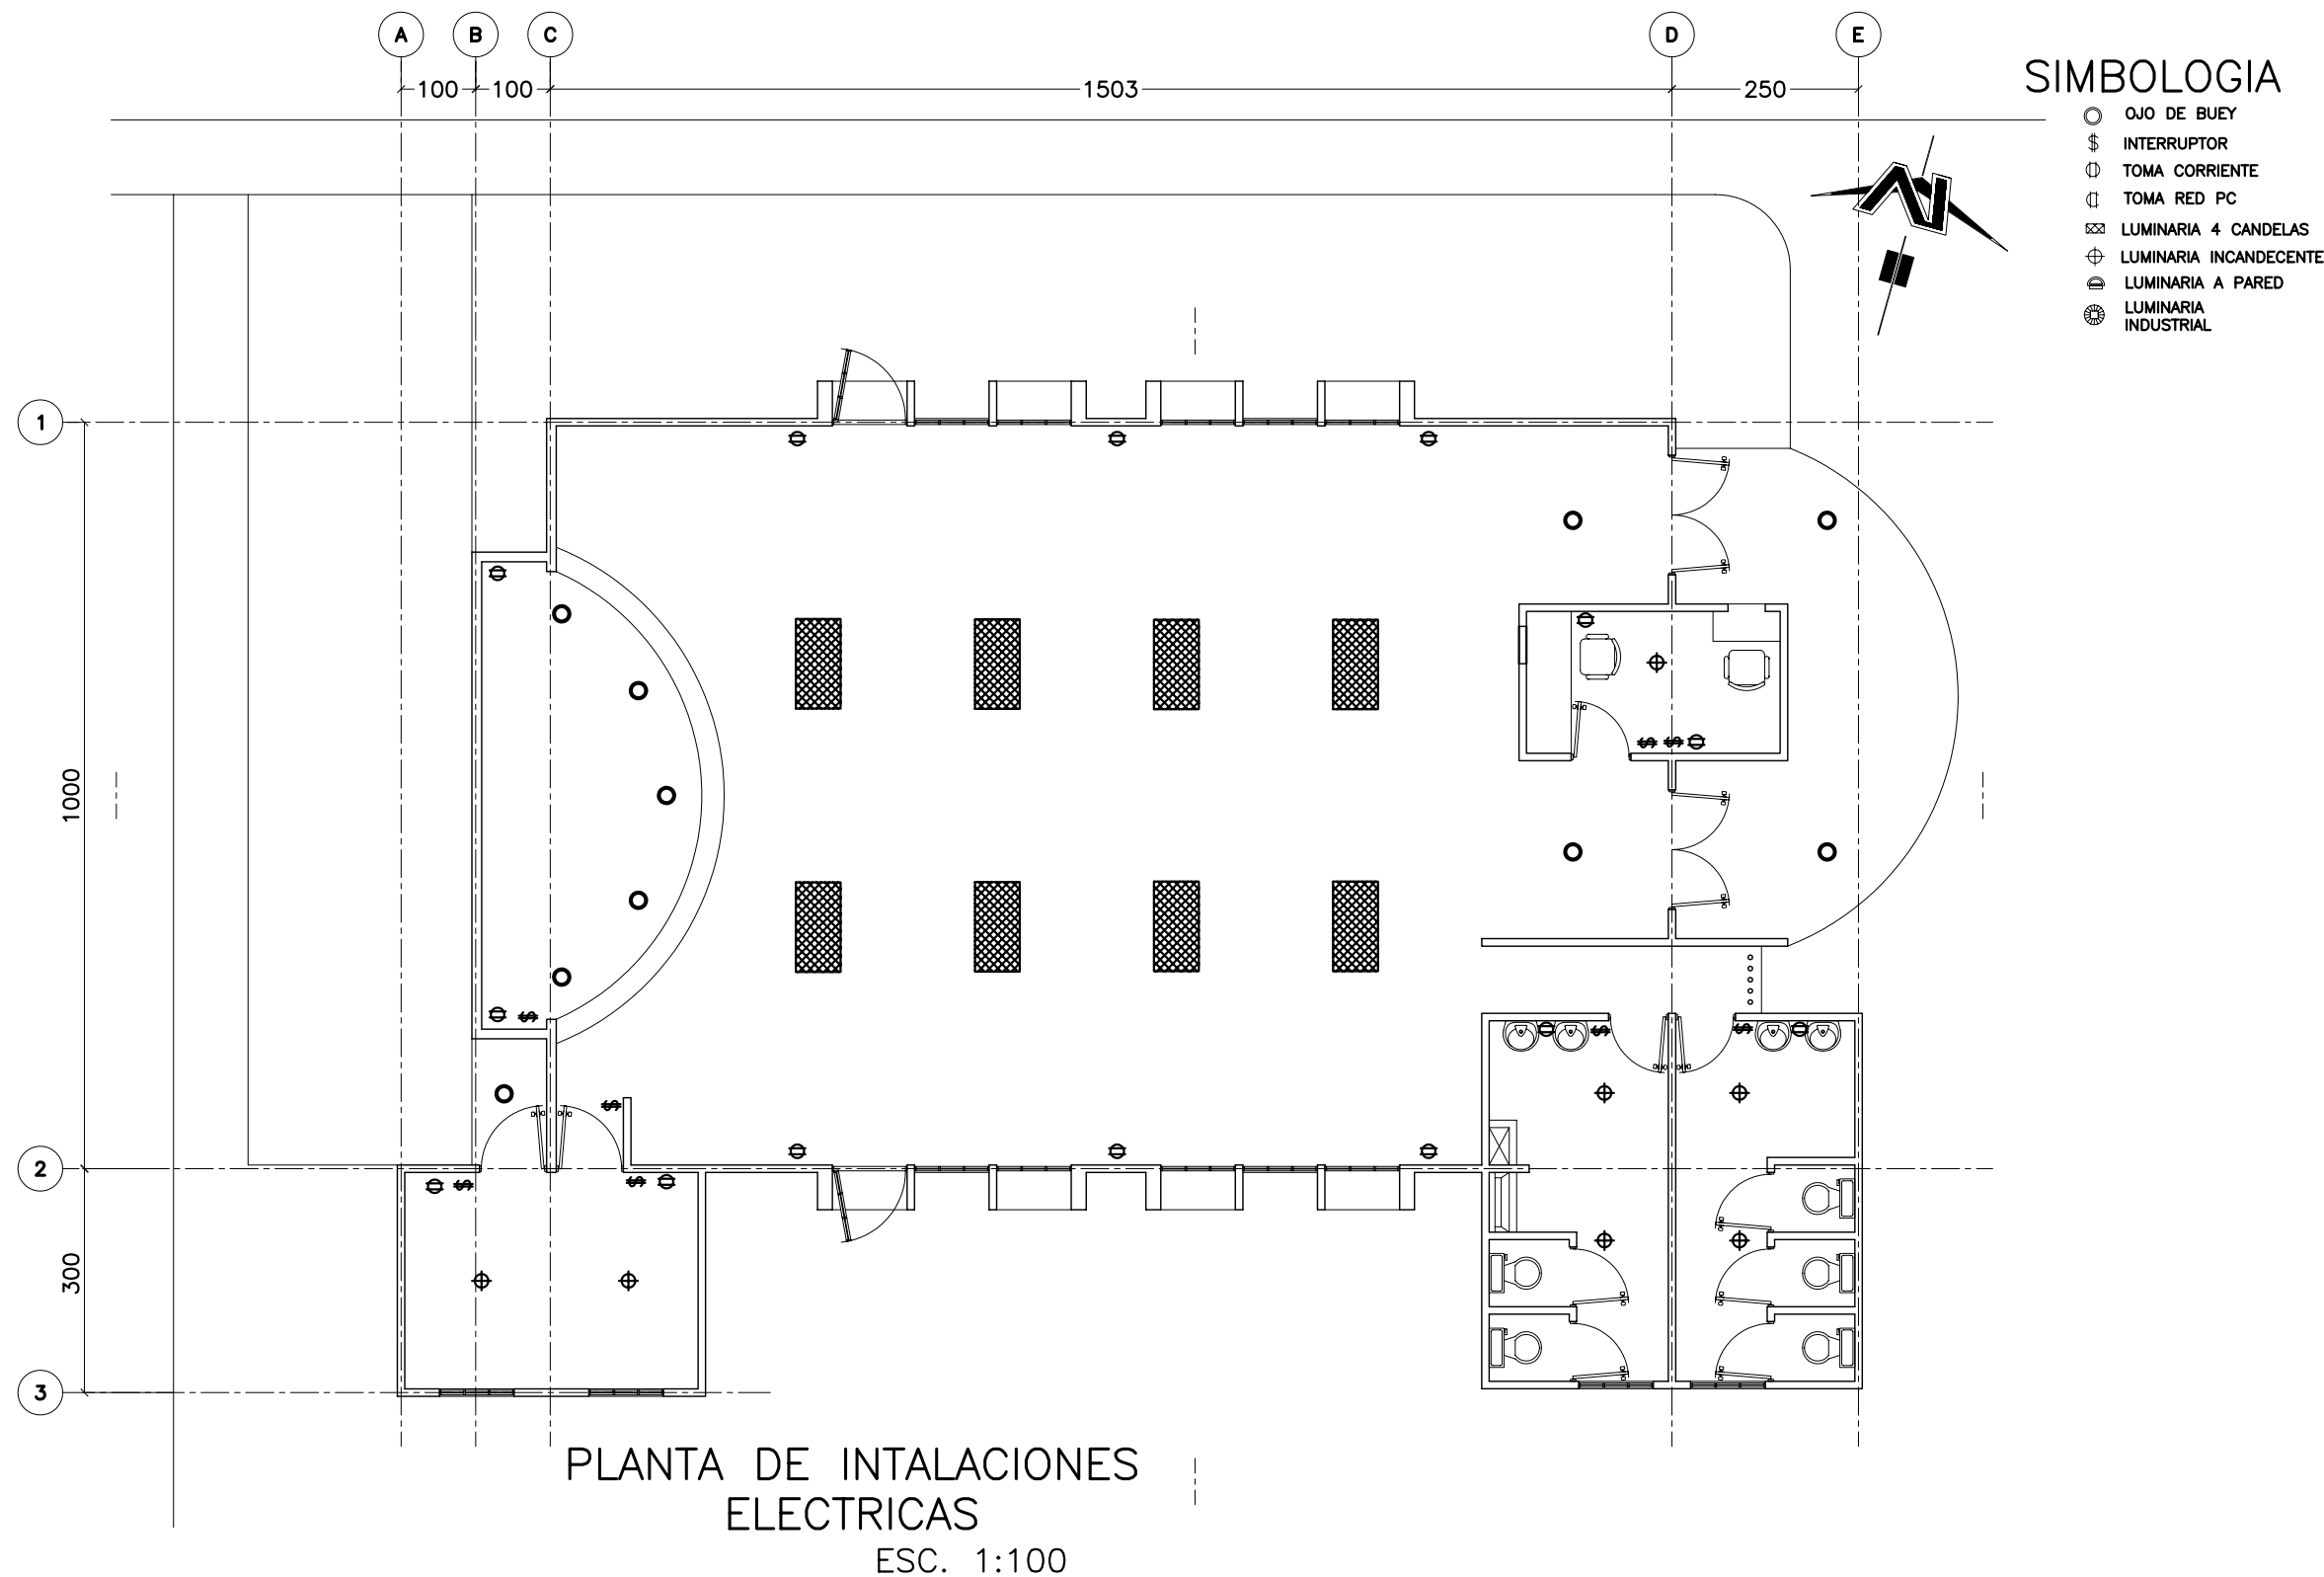 A B C D E
100 100 1503 250
SIMBOLOGIA
OJO DE BUEY
$ INTERRUPTOR
TOMA CORRIENTE
TOMA RED PC
LUMINARIA 4 CANDELAS
LUMINARIA INCANDECENTE
LUMINARIA A PARED
LUMINARIA
INDUSTRIAL
N
1
1000
2
300
3
PLANTA DE INTALACIONES
ELECTRICAS
ESC. 1:100